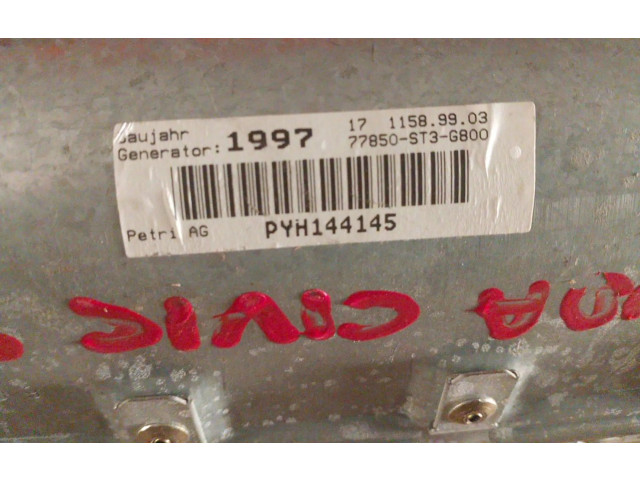 Baujahr
Generator: 1997
17 1158.99.03
77850-ST3-G800
Petri AG
PYH144145
CIVIC